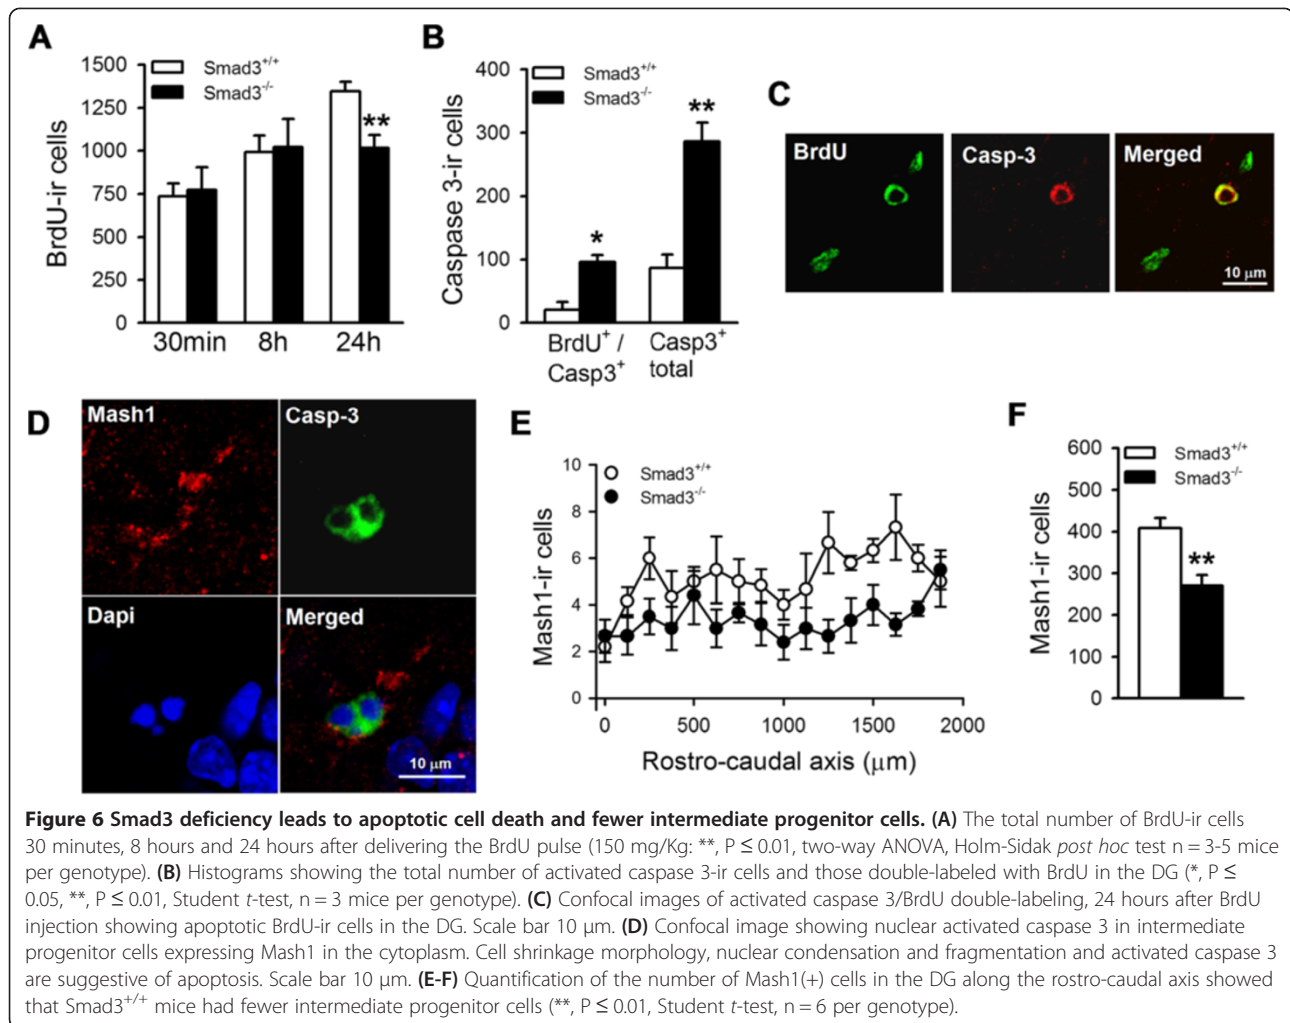 A
1500
1250
1000
750
500
250
0
BrdU-ir cells
Smad3+/+
Smad3-/-
**
30min 8h 24h
B
400
300
200
100
0
Caspase 3-ir cells
Smad3+/+
Smad3-/-
*
**
BrdU+ /
Casp3+
Casp3+
total
C
BrdU
Casp-3
Merged
10 µm
D
Mash1
Casp-3
Dapi
Merged
10 µm
E
10
8
6
4
2
0
Mash1-ir cells
Smad3+/+
Smad3-/-
0 500 1000 1500 2000
Rostro-caudal axis (µm)
F
600
500
400
300
200
100
0
Mash1-ir cells
Smad3+/+
Smad3-/-
**
Figure 6 Smad3 deficiency leads to apoptotic cell death and fewer intermediate progenitor cells. (A) The total number of BrdU-ir cells
30 minutes, 8 hours and 24 hours after delivering the BrdU pulse (150 mg/Kg: **, P ≤ 0.01, two-way ANOVA, Holm-Sidak post hoc test n = 3-5 mice
per genotype). (B) Histograms showing the total number of activated caspase 3-ir cells and those double-labeled with BrdU in the DG (*, P ≤
0.05, **, P ≤ 0.01, Student t-test, n = 3 mice per genotype). (C) Confocal images of activated caspase 3/BrdU double-labeling, 24 hours after BrdU
injection showing apoptotic BrdU-ir cells in the DG. Scale bar 10 µm. (D) Confocal image showing nuclear activated caspase 3 in intermediate
progenitor cells expressing Mash1 in the cytoplasm. Cell shrinkage morphology, nuclear condensation and fragmentation and activated caspase 3
are suggestive of apoptosis. Scale bar 10 µm. (E-F) Quantification of the number of Mash1(+) cells in the DG along the rostro-caudal axis showed
that Smad3+/+ mice had fewer intermediate progenitor cells (**, P ≤ 0.01, Student t-test, n = 6 per genotype).